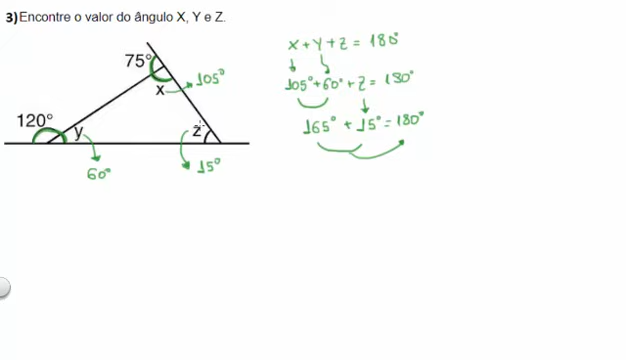 3) Encontre o valor do ângulo X, Y e Z.
X + Y + Z = 180°
75°
105°
X
105° + 60° + Z = 180°
120°
y
z
165° + 15° = 180°
60°
15°